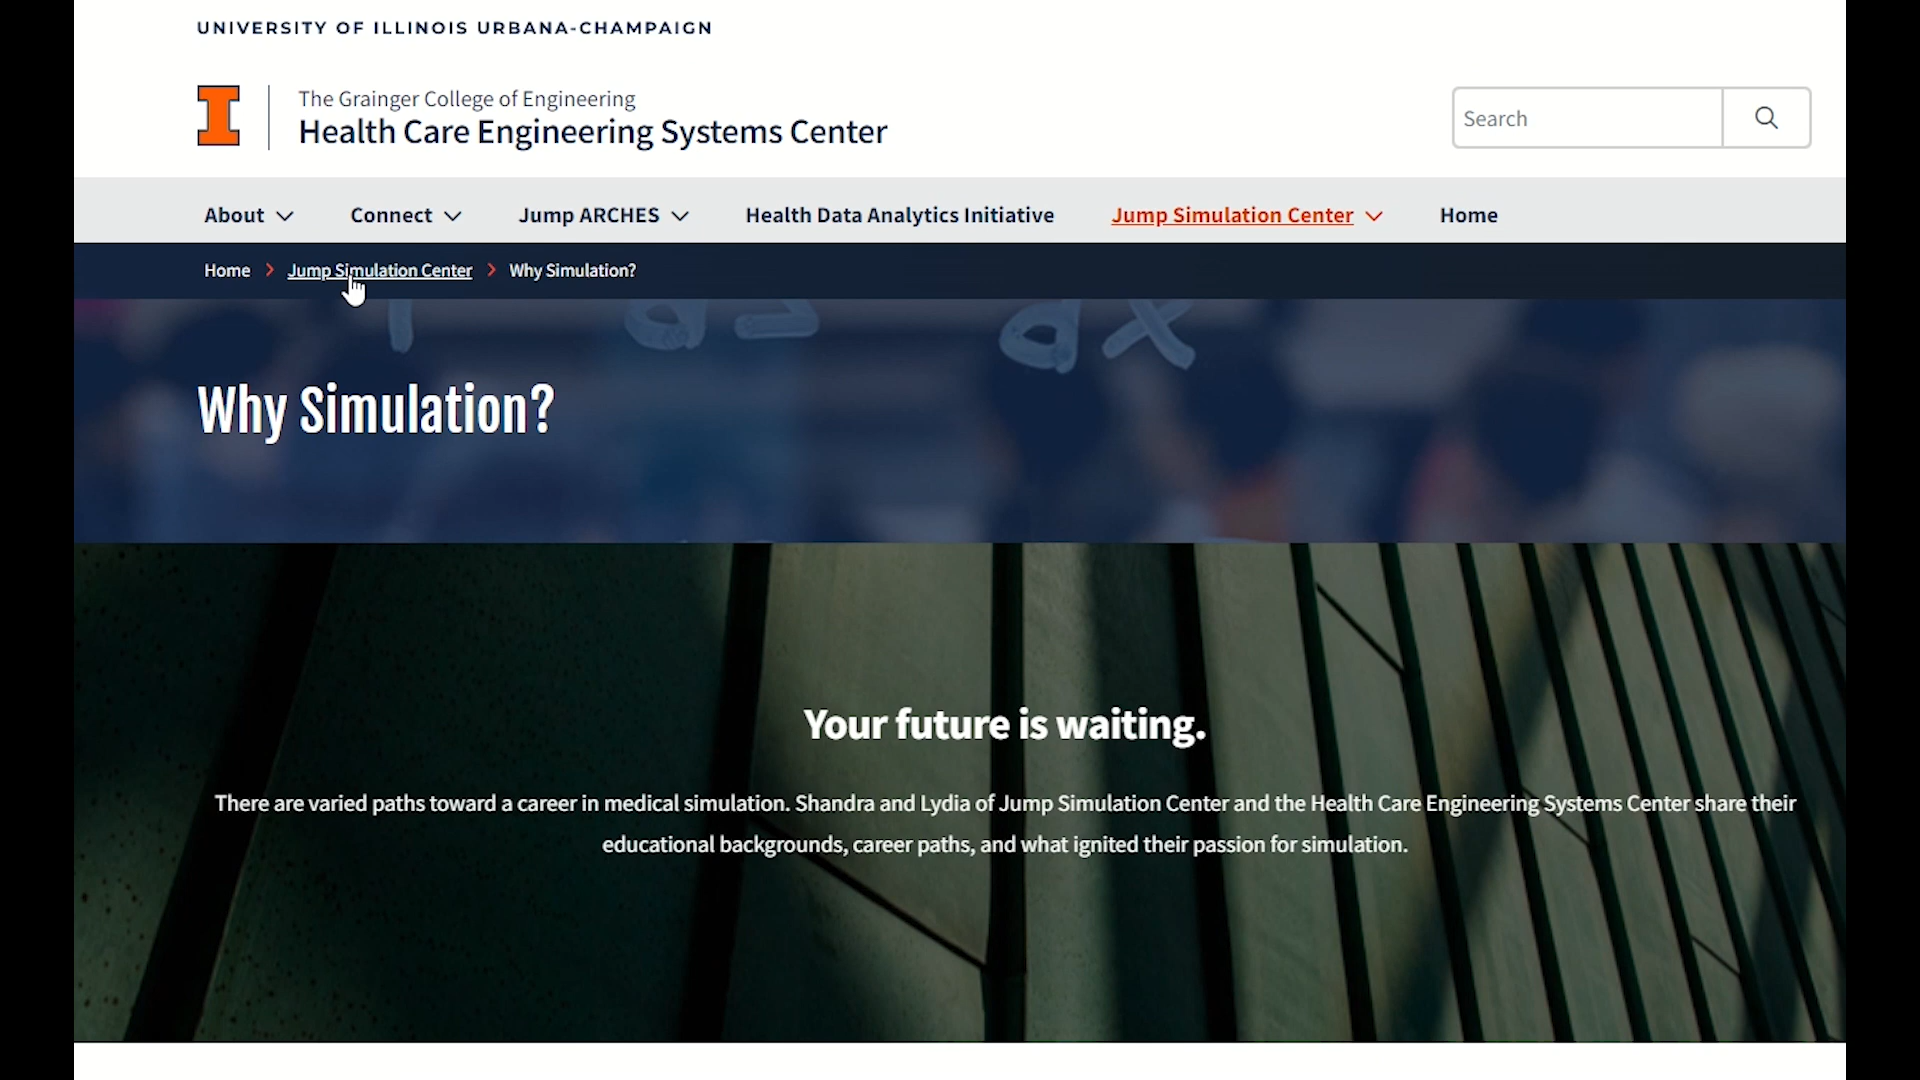 UNIVERSITY OF ILLINOIS URBANA-CHAMPAIGN
The Grainger College of Engineering
Health Care Engineering Systems Center
Search
About Connect Jump ARCHES Health Data Analytics Initiative Jump Simulation Center Home
Home Jump Simulation Center Why Simulation?
Why Simulation?
Your future is waiting.
There are varied paths toward a career in medical simulation. Shandra and Lydia of Jump Simulation Center and the Health Care Engineering Systems Center share their
educational backgrounds, career paths, and what ignited their passion for simulation.